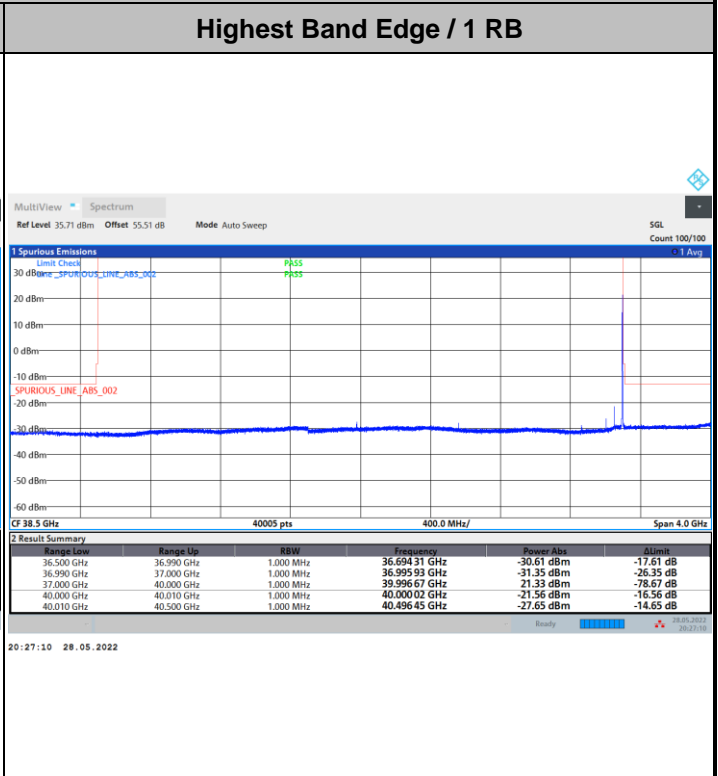 Highest Band Edge / 1 RB
MultiView Spectrum
Ref Level 35.71 dBm Offset 55.51 dB Mode Auto Sweep SGL
Count 100/100
1 Spurious Emissions 1 Avg
Limit Check PASS
30 dBm Line _SPURIOUS_LINE_ABS_002 PASS
20 dBm
10 dBm
0 dBm
-10 dBm
_SPURIOUS_LINE_ABS_002
-20 dBm
-30 dBm
-40 dBm
-50 dBm
-60 dBm
CF 38.5 GHz 40005 pts 400.0 MHz/ Span 4.0 GHz
2 Result Summary
Range Low Range Up RBW Frequency Power Abs ΔLimit
36.500 GHz 36.990 GHz 1.000 MHz 36.694 31 GHz -30.61 dBm -17.61 dB
36.990 GHz 37.000 GHz 1.000 MHz 36.995 93 GHz -31.35 dBm -26.35 dB
37.000 GHz 40.000 GHz 1.000 MHz 39.996 67 GHz 21.33 dBm -78.67 dB
40.000 GHz 40.010 GHz 1.000 MHz 40.000 02 GHz -21.56 dBm -16.56 dB
40.010 GHz 40.500 GHz 1.000 MHz 40.496 45 GHz -27.65 dBm -14.65 dB
Ready 28.05.2022
20:27:10
20:27:10 28.05.2022